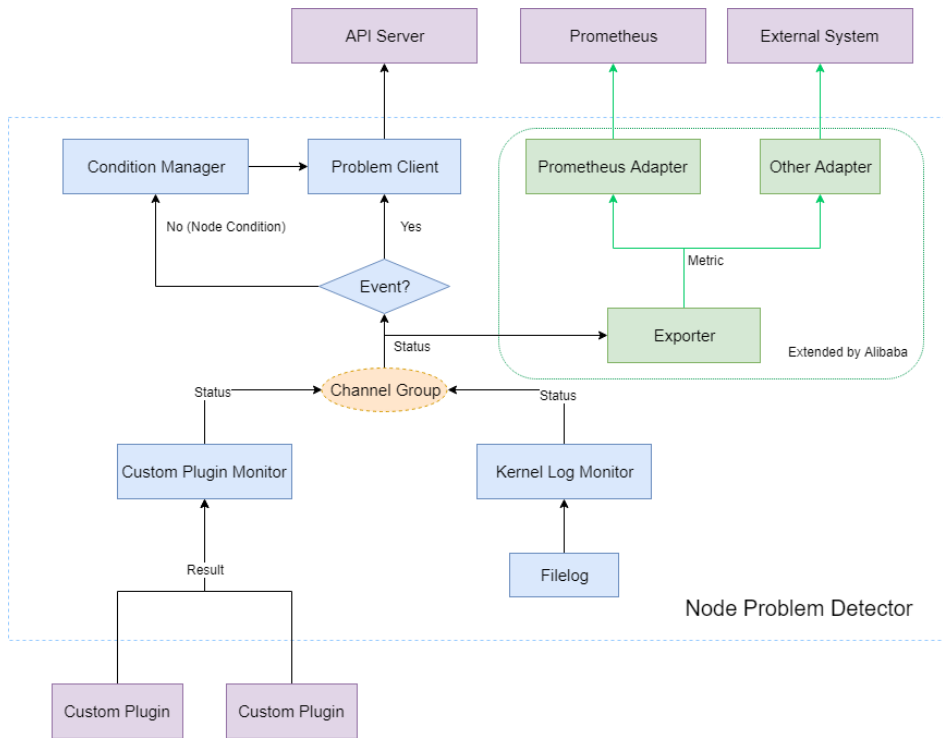 API Server
Prometheus
External System
Condition Manager
Problem Client
Prometheus Adapter
Other Adapter
No (Node Condition)
Yes
Metric
Event?
Exporter
Status
Extended by Alibaba
Status
Channel Group
Status
Custom Plugin Monitor
Kernel Log Monitor
Result
Filelog
Node Problem Detector
Custom Plugin
Custom Plugin